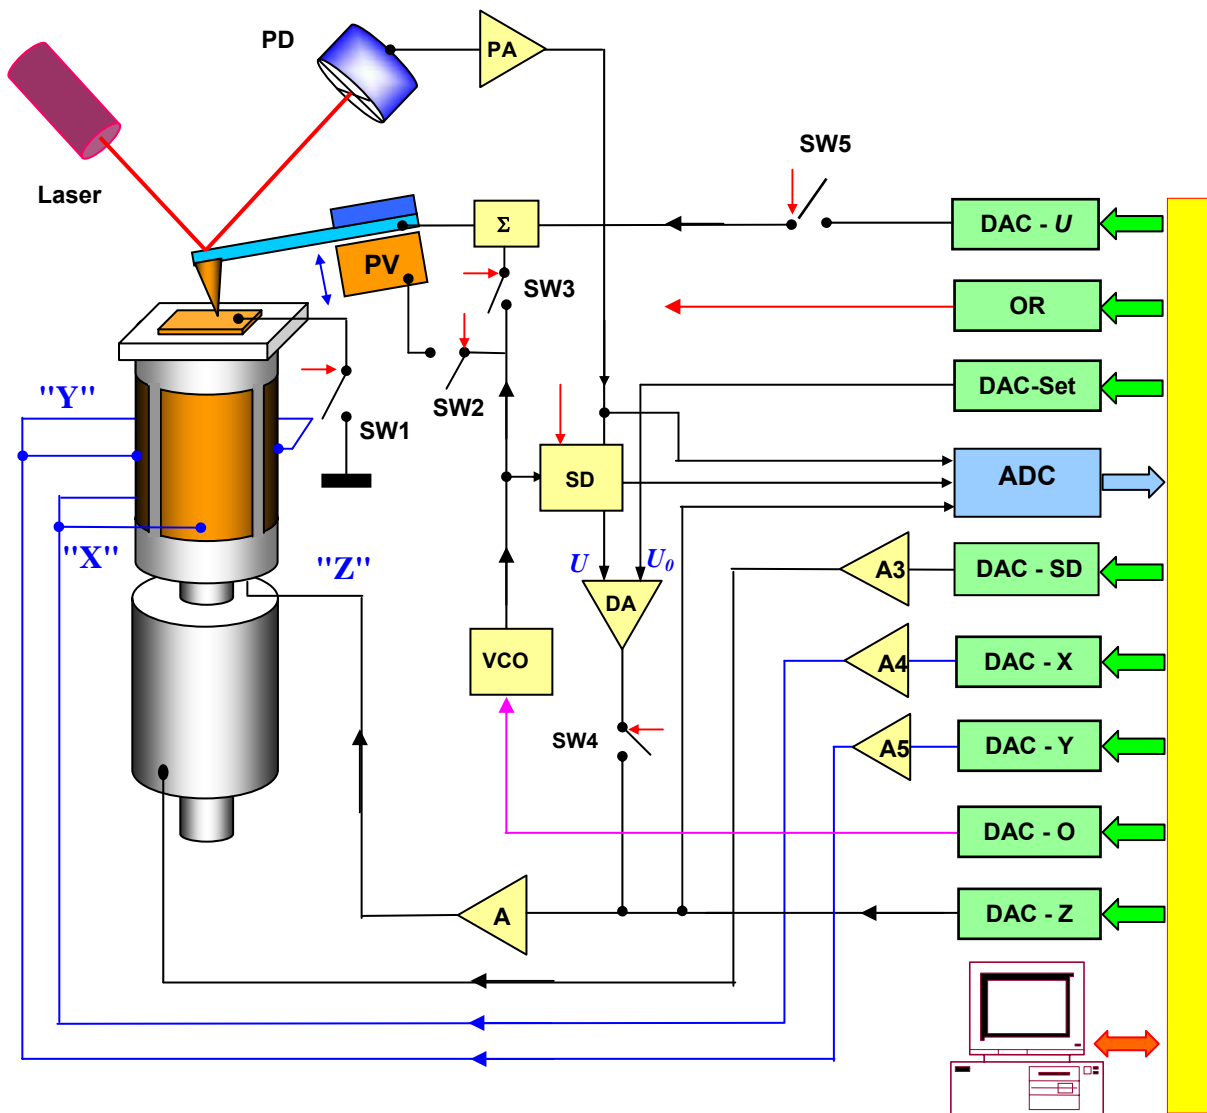 PD
PA
SW5
Laser
DAC - U
Σ
PV
SW3
OR
"Y"
SW2
SW1
DAC-Set
SD
ADC
"X"
"Z"
U
U0
A3
DAC - SD
DA
VCO
A4
DAC - X
SW4
A5
DAC - Y
DAC - O
A
DAC - Z